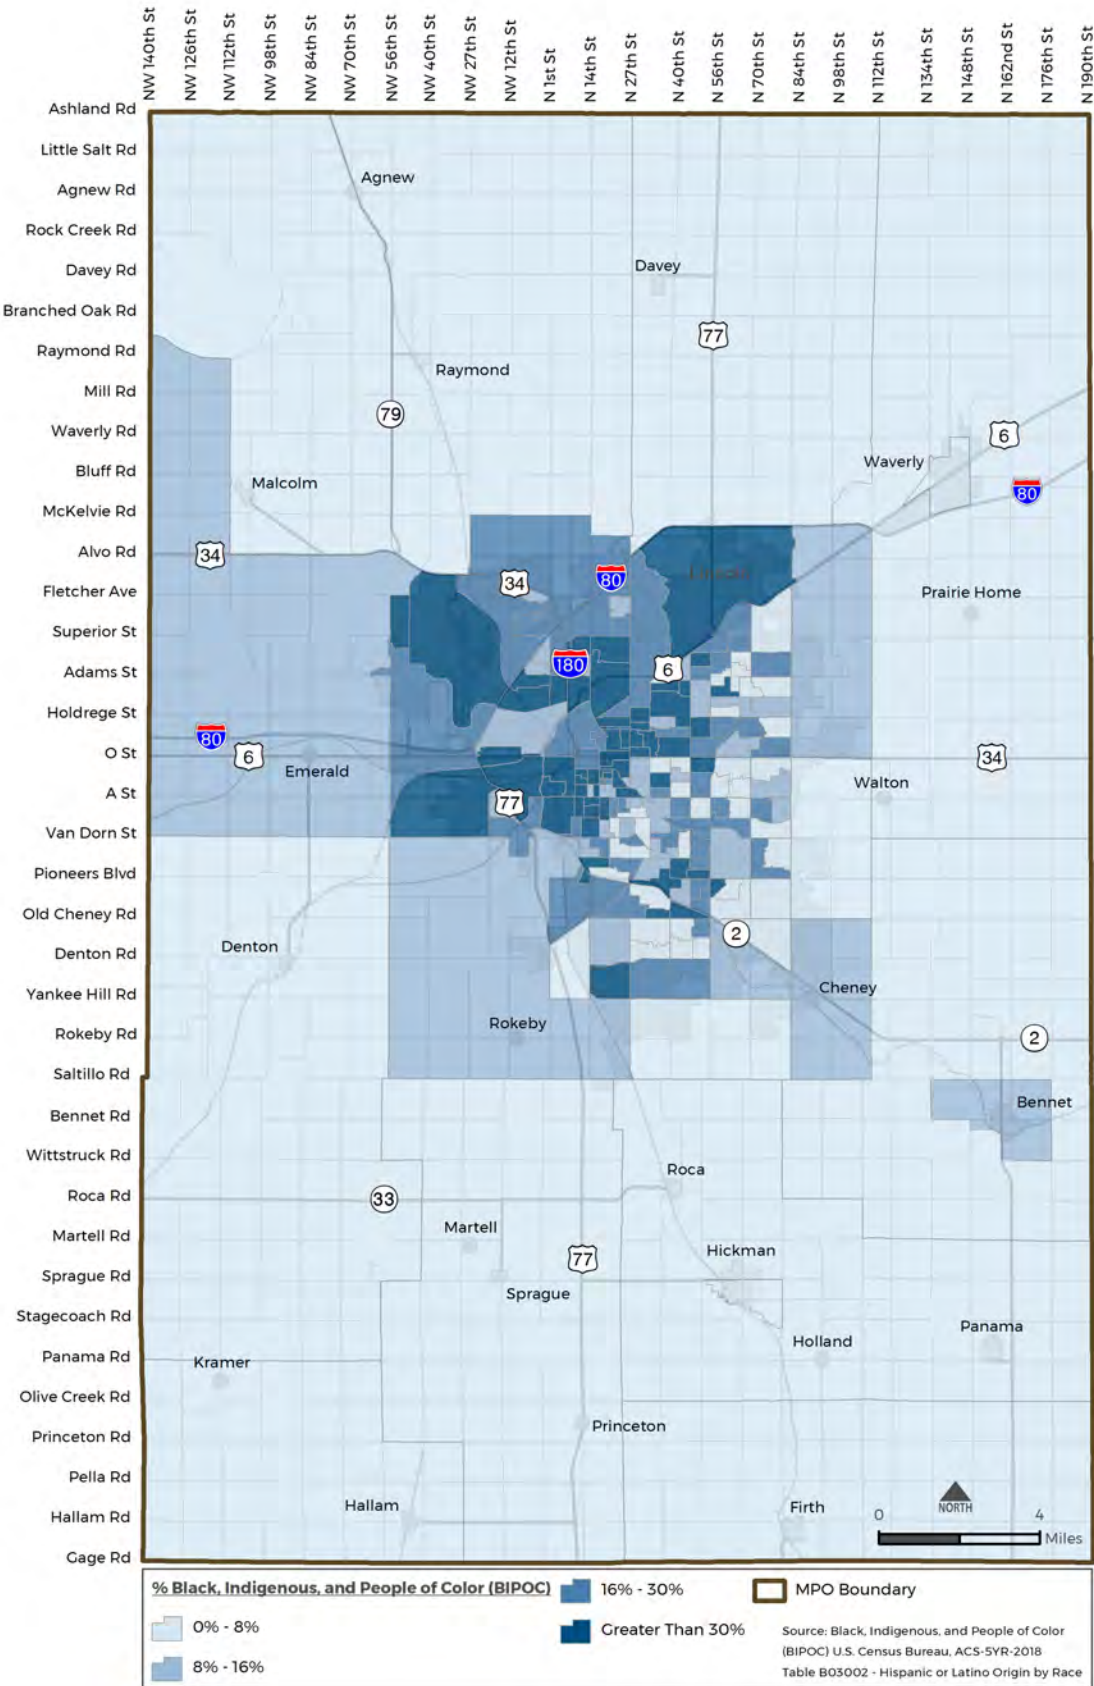 NW 140th St
NW 126th St
NW 112th St
NW 98th St
NW 84th St
NW 70th St
NW 56th St
NW 40th St
NW 27th St
NW 12th St
N 1st St
N 14th St
N 27th St
N 40th St
N 56th St
N 70th St
N 84th St
N 98th St
N 112th St
N 134th St
N 148th St
N 162nd St
N 176th St
N 190th St
Ashland Rd
Little Salt Rd
Agnew Rd
Rock Creek Rd
Davey Rd
Branched Oak Rd
Raymond Rd
Mill Rd
Waverly Rd
Bluff Rd
McKelvie Rd
Alvo Rd
Fletcher Ave
Superior St
Adams St
Holdrege St
O St
A St
Van Dorn St
Pioneers Blvd
Old Cheney Rd
Denton Rd
Yankee Hill Rd
Rokeby Rd
Saltillo Rd
Bennet Rd
Wittstruck Rd
Roca Rd
Martell Rd
Sprague Rd
Stagecoach Rd
Panama Rd
Olive Creek Rd
Princeton Rd
Pella Rd
Hallam Rd
Gage Rd
Agnew
Davey
77
Raymond
79
6
Waverly
Malcolm
80
34
34
80
Lincoln
Prairie Home
180
6
80
6
Emerald
34
Walton
77
Denton
2
Cheney
Rokeby
2
Bennet
Roca
33
Martell
77
Hickman
Sprague
Holland
Panama
Kramer
Princeton
Hallam
Firth
NORTH
0 4
Miles
% Black, Indigenous, and People of Color (BIPOC)
0% - 8%
8% - 16%
16% - 30%
Greater Than 30%
MPO Boundary
Source: Black, Indigenous, and People of Color
(BIPOC) U.S. Census Bureau, ACS-5YR-2018
Table B03002 - Hispanic or Latino Origin by Race